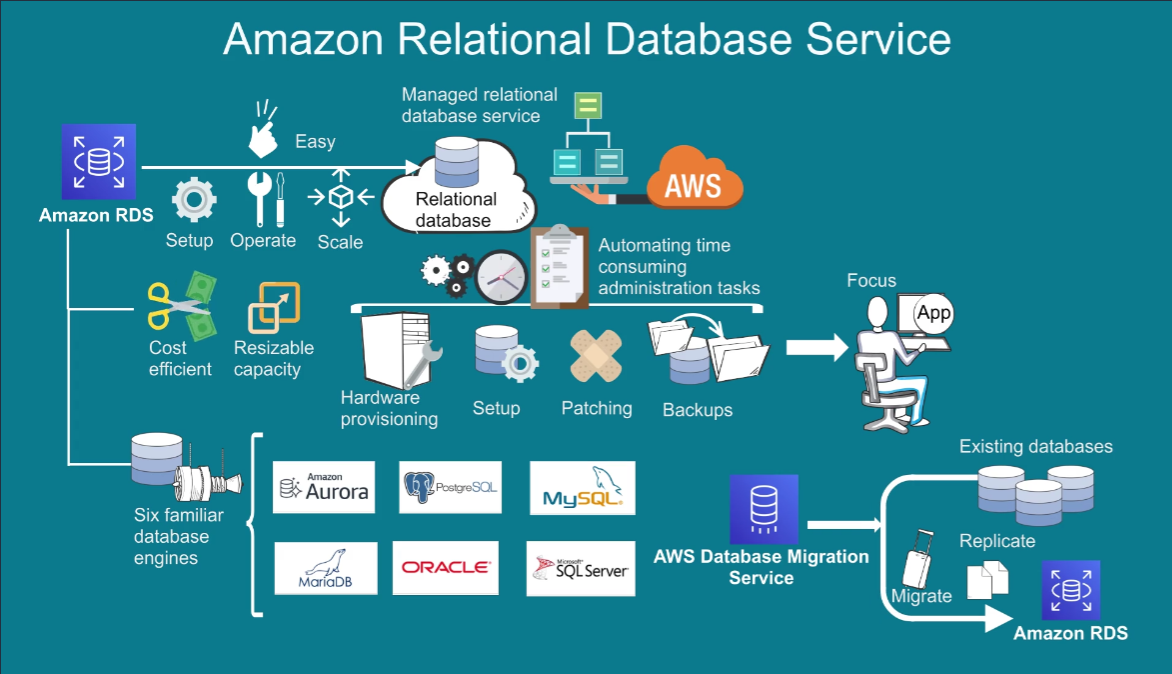 Amazon Relational Database Service
Managed relational
database service
Easy
AWS
Amazon RDS
Relational
database
Setup
Operate
Scale
Automating time
consuming
administration tasks
Cost
efficient
Resizable
capacity
Hardware
provisioning
Setup
Patching
Backups
Focus
App
Six familiar
database
engines
Amazon
Aurora
PostgreSQL
MySQL®
MariaDB
ORACLE®
Microsoft®
SQL Server®
AWS Database Migration
Service
Existing databases
Replicate
Migrate
Amazon RDS